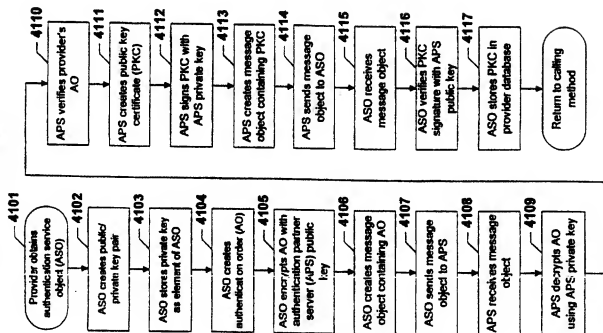 4101
Provider obtains
authentication service
object (ASO)
4102
ASO creates public/
private key pair
4103
ASO stores private key
as element of ASO
4104
ASO creates
authentication order (AO)
4105
ASO encrypts AO with
authentication partner
server (APS) public
key
4106
ASO creates message
object containing AO
4107
ASO sends message
object to APS
4108
APS receives message
object
4109
APS decrypts AO
using APS private key
4110
APS verifies provider's
AO
4111
APS creates public key
certificate (PKC)
4112
APS signs PKC with
APS private key
4113
APS creates message
object containing PKC
4114
APS sends message
object to ASO
4115
ASO receives
message object
4116
ASO verifies PKC
signature with APS
public key
4117
ASO stores PKC in
provider database
Return to calling
method